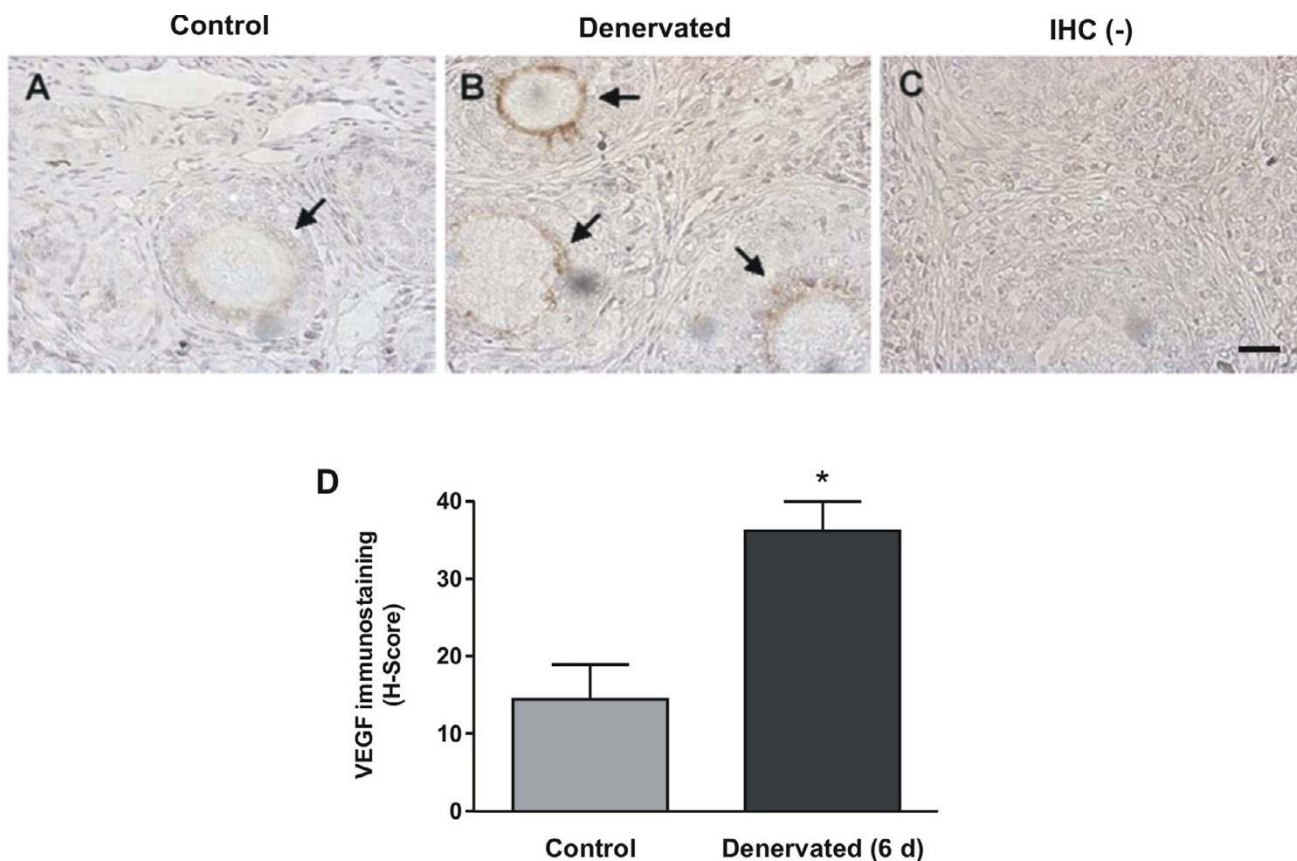 Control Denervated IHC (-)
A B C
D
*
VEGF immunostaining
(H-Score)
40
30
20
10
0
Control Denervated (6 d)